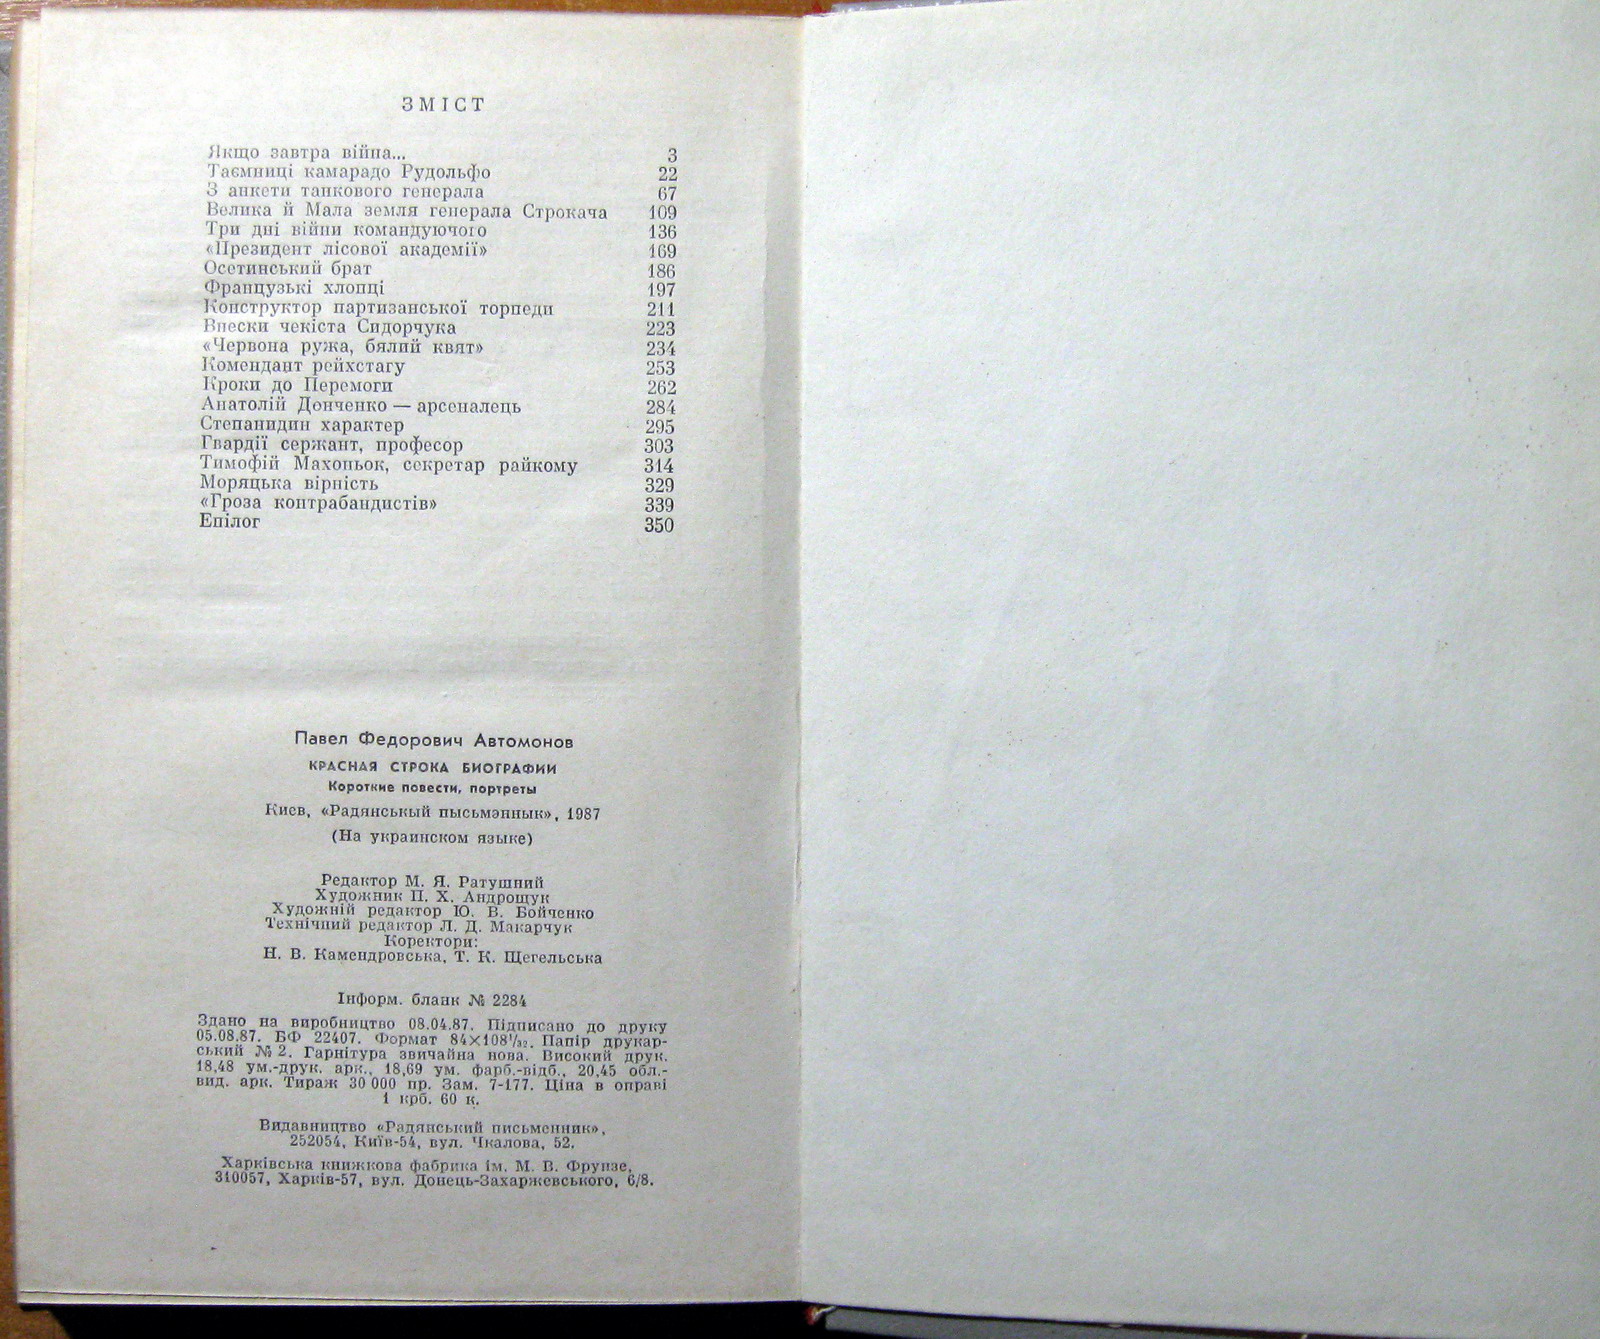 ЗМІСТ
Якщо завтра війна... 3
Таємниці камарадо Рудольфо 22
З анкети танкового генерала 67
Велика й Мала земля генерала Строкача 109
Три дні війни командуючого 136
«Президент лісової академії» 169
Осетинський брат 186
Французькі хлопці 197
Конструктор партизанської торпеди 211
Внески чекіста Сидорчука 223
«Червона ружа, бялий квят» 234
Комендант рейхстагу 253
Кроки до Перемоги 262
Анатолій Донченко — арсеналець 284
Степанидин характер 295
Гвардії сержант, професор 303
Тимофій Махоньок, секретар райкому 314
Моряцька вірність 329
«Гроза контрабандистів» 339
Епілог 350
Павел Федорович Автомонов
КРАСНАЯ СТРОКА БИОГРАФИИ
Короткие повести, портреты
Киев, «Радянськый пысьмэннык», 1987
(На украинском языке)
Редактор М. Я. Ратушний
Художник П. Х. Андрощук
Художній редактор Ю. В. Бойченко
Технічний редактор Л. Д. Макарчук
Коректори:
Н. В. Камендровська, Т. К. Щегельська
Інформ. бланк № 2284
Здано на виробництво 08.04.87. Підписано до друку
05.08.87. БФ 22407. Формат 84×108¹/₃₂. Папір друкар-
ський № 2. Гарнітура звичайна нова. Високий друк.
18,48 ум.-друк. арк., 18,69 ум. фарб.-відб., 20,45 обл.-
вид. арк. Тираж 30 000 пр. Зам. 7-177. Ціна в оправі
1 крб. 60 к.
Видавництво «Радянський письменник»,
252054, Київ-54, вул. Чкалова, 52.
Харківська книжкова фабрика ім. М. В. Фрунзе,
310057, Харків-57, вул. Донець-Захаржевського, 6/8.